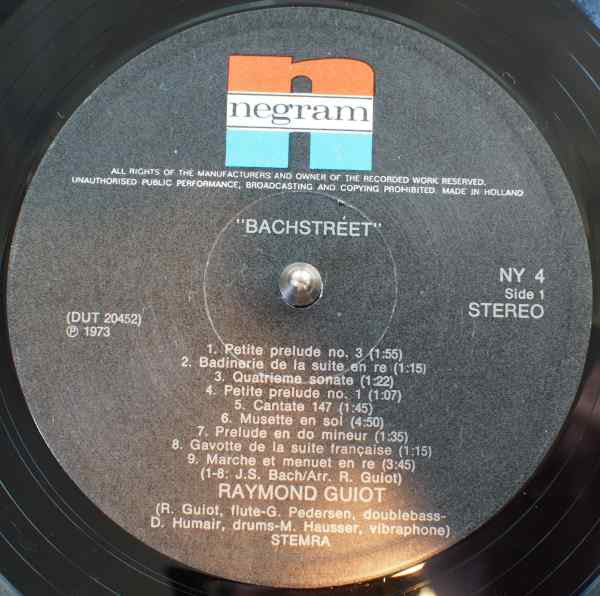 negram
ALL RIGHTS OF THE MANUFACTURERS AND OWNER OF THE RECORDED WORK RESERVED.
UNAUTHORISED PUBLIC PERFORMANCE, BROADCASTING AND COPYING PROHIBITED. MADE IN HOLLAND
"BACHSTREET"
NY 4
Side 1
STEREO
(DUT 20452)
℗ 1973
1. Petite prelude no. 3 (1:55)
2. Badinerie de la suite en re (1:15)
3. Quatrieme sonate (1:22)
4. Petite prelude no. 1 (1:07)
5. Cantate 147 (1:45)
6. Musette en sol (4:50)
7. Prelude en do mineur (1:35)
8. Gavotte de la suite française (1:15)
9. Marche et menuet en re (3:45)
(1-8: J.S. Bach/Arr. R. Guiot)
RAYMOND GUIOT
(R. Guiot, flute-G. Pedersen, doublebass-
D. Humair, drums-M. Hausser, vibraphone)
STEMRA